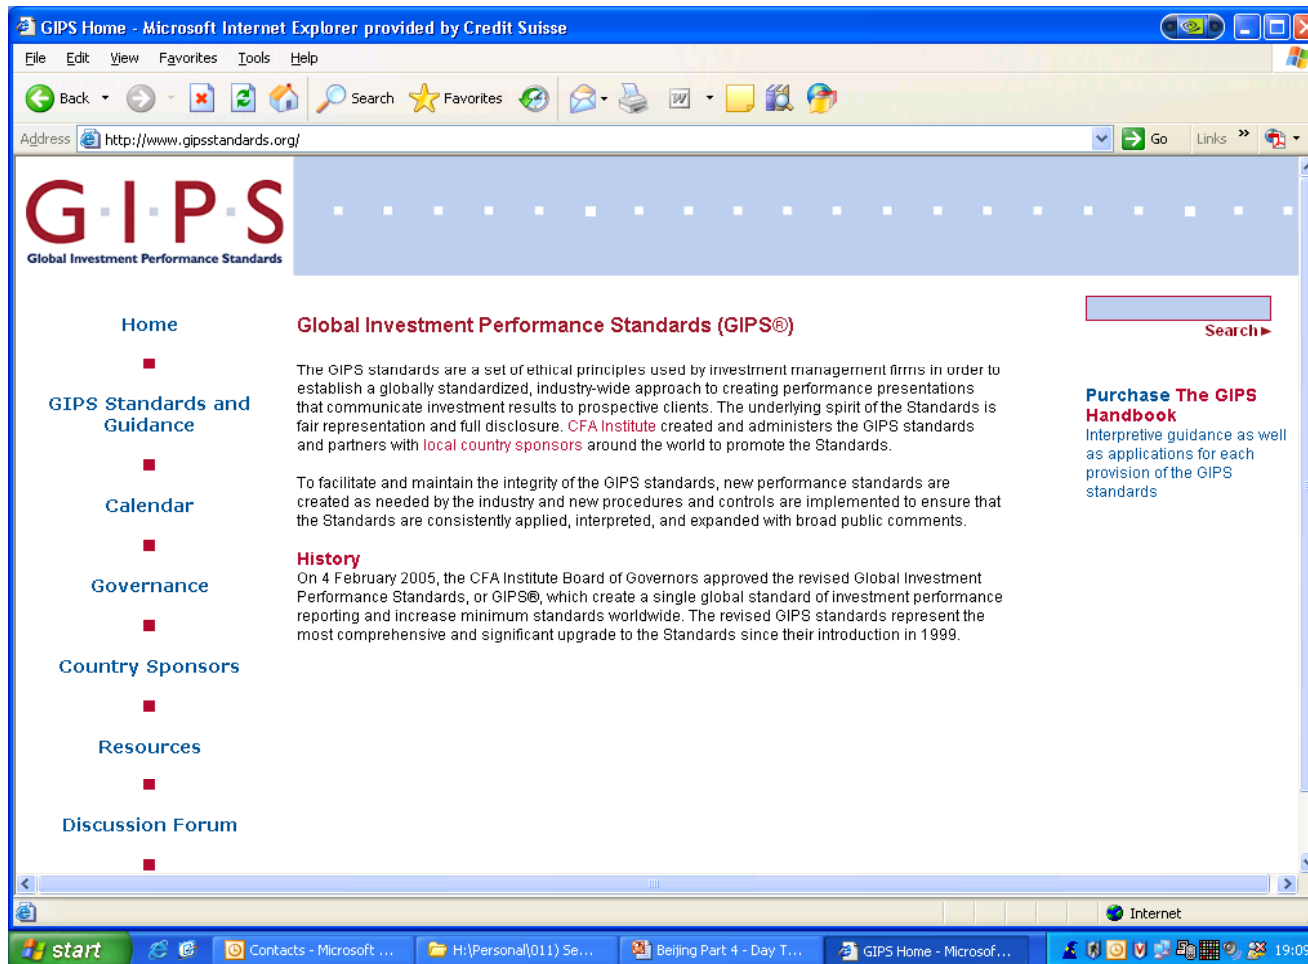 GIPS Home - Microsoft Internet Explorer provided by Credit Suisse
File Edit View Favorites Tools Help
Back Search Favorites
Address http://www.gipsstandards.org/ Go Links »
G·I·P·S
Global Investment Performance Standards
Home
GIPS Standards and
Guidance
Calendar
Governance
Country Sponsors
Resources
Discussion Forum
Global Investment Performance Standards (GIPS®)
The GIPS standards are a set of ethical principles used by investment management firms in order to
establish a globally standardized, industry-wide approach to creating performance presentations
that communicate investment results to prospective clients. The underlying spirit of the Standards is
fair representation and full disclosure. CFA Institute created and administers the GIPS standards
and partners with local country sponsors around the world to promote the Standards.
To facilitate and maintain the integrity of the GIPS standards, new performance standards are
created as needed by the industry and new procedures and controls are implemented to ensure that
the Standards are consistently applied, interpreted, and expanded with broad public comments.
History
On 4 February 2005, the CFA Institute Board of Governors approved the revised Global Investment
Performance Standards, or GIPS®, which create a single global standard of investment performance
reporting and increase minimum standards worldwide. The revised GIPS standards represent the
most comprehensive and significant upgrade to the Standards since their introduction in 1999.
Search
Purchase The GIPS
Handbook
Interpretive guidance as well
as applications for each
provision of the GIPS
standards
Internet
start Contacts - Microsoft ... H:\Personal\011) Se... Beijing Part 4 - Day T... GIPS Home - Microsof... 19:09